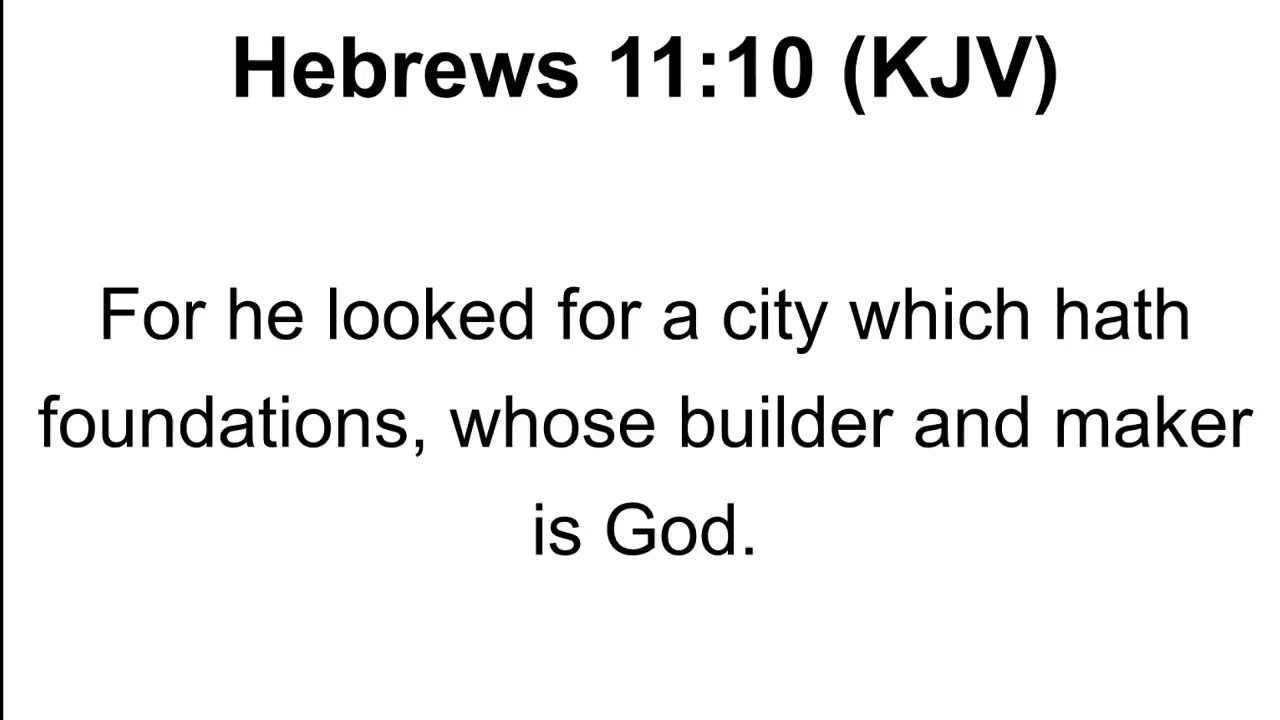 Hebrews 11:10 (KJV)
For he looked for a city which hath
foundations, whose builder and maker
is God.